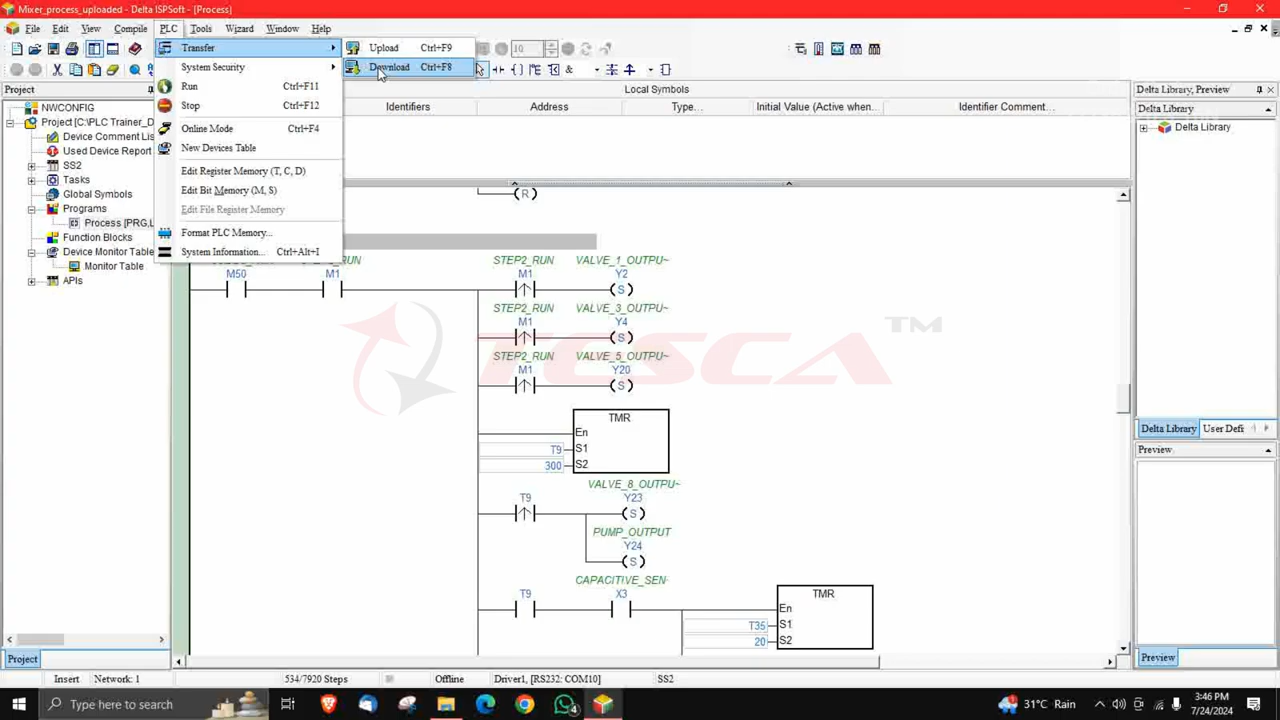 Mixer_process_uploaded - Delta ISPSoft - [Process]
File Edit View Compile PLC Tools Wizard Window Help
Transfer
Upload Ctrl+F9
10
System Security
Download Ctrl+F8
&
Run Ctrl+F11
Stop Ctrl+F12
Online Mode Ctrl+F4
New Devices Table
Edit Register Memory (T, C, D)
Edit Bit Memory (M, S)
Edit File Register Memory
Format PLC Memory...
System Information... Ctrl+Alt+I
Project
NWCONFIG
Project [C:\PLC Trainer_D
Device Comment Lis
Used Device Report
SS2
Tasks
Global Symbols
Programs
Process [PRG,L
Function Blocks
Device Monitor Table
Monitor Table
APIs
Project
Local Symbols
Identifiers Address Type... Initial Value (Active when... Identifier Comment...
R
STEP2_RUN VALVE_1_OUTPU~
M50 M1 M1 Y2
S
STEP2_RUN VALVE_3_OUTPU~
M1 Y4
S
STEP2_RUN VALVE_5_OUTPU~
M1 Y20
S
TMR
En
T9 S1
300 S2
VALVE_8_OUTPU~
T9 Y23
S
PUMP_OUTPUT
Y24
S
CAPACITIVE_SEN
T9 X3
TMR
En
T35 S1
20 S2
TESCA™
Delta Library, Preview
Delta Library
Delta Library
Delta Library User Defi
Preview
Preview
Insert Network: 1 534/7920 Steps Offline Driver1, [RS232: COM10] SS2
Type here to search
4
31°C Rain
3:46 PM
7/24/2024